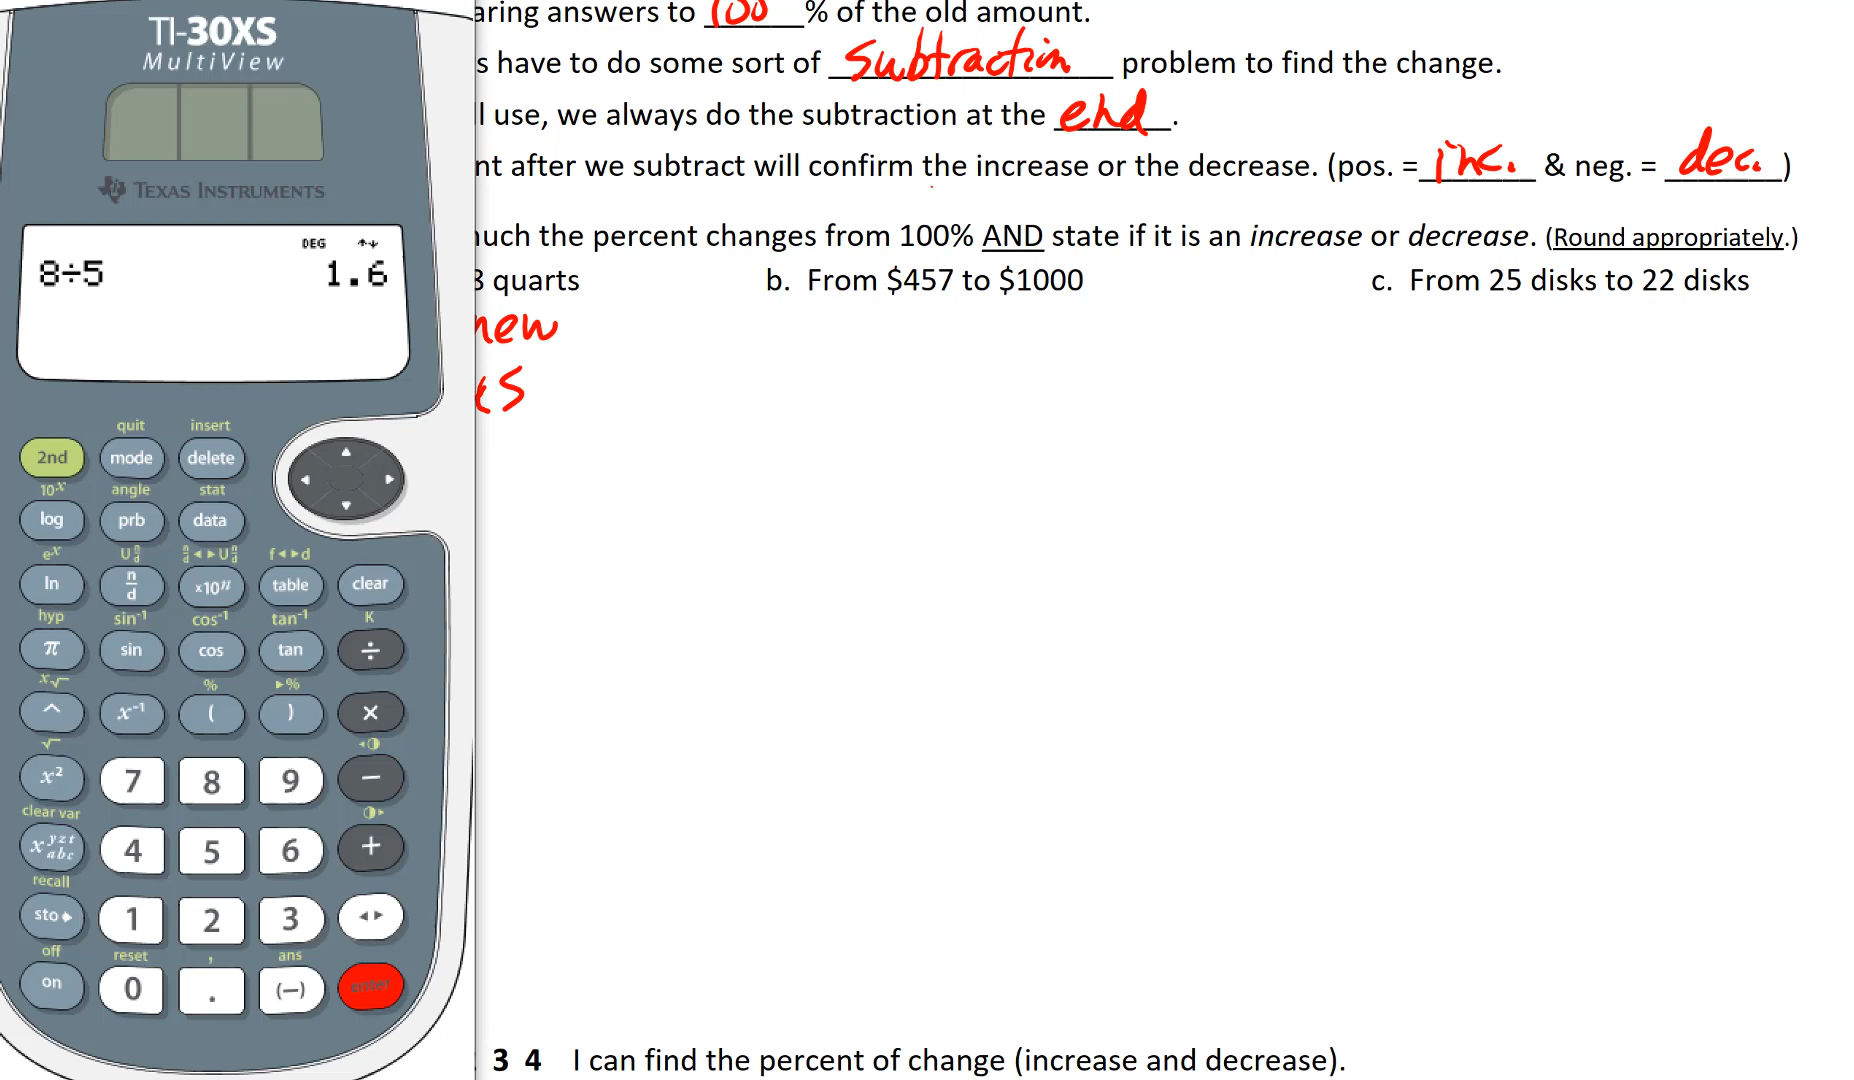 TI-30XS
MultiView
TEXAS INSTRUMENTS
DEG
8÷5 1.6
quit insert
2nd mode delete
10^x angle stat
log prb data
e^x U n/d n/d ◄► U n/d f◄►d
ln n/d ×10^n table clear
hyp sin^-1 cos^-1 tan^-1 K
π sin cos tan ÷
x√ % ►%
^ x^-1 ( ) ×
√
x^2 7 8 9 −
clear var
x yzt abc 4 5 6 +
recall
sto► 1 2 3 ◄►
off reset , ans
on 0 . (−) enter
aring answers to 100% of the old amount.
s have to do some sort of subtraction problem to find the change.
ll use, we always do the subtraction at the end.
nt after we subtract will confirm the increase or the decrease. (pos. = inc. & neg. = dec.)
uch the percent changes from 100% AND state if it is an increase or decrease. (Round appropriately.)
quarts b. From $457 to $1000 c. From 25 disks to 22 disks
new
3 4 I can find the percent of change (increase and decrease).